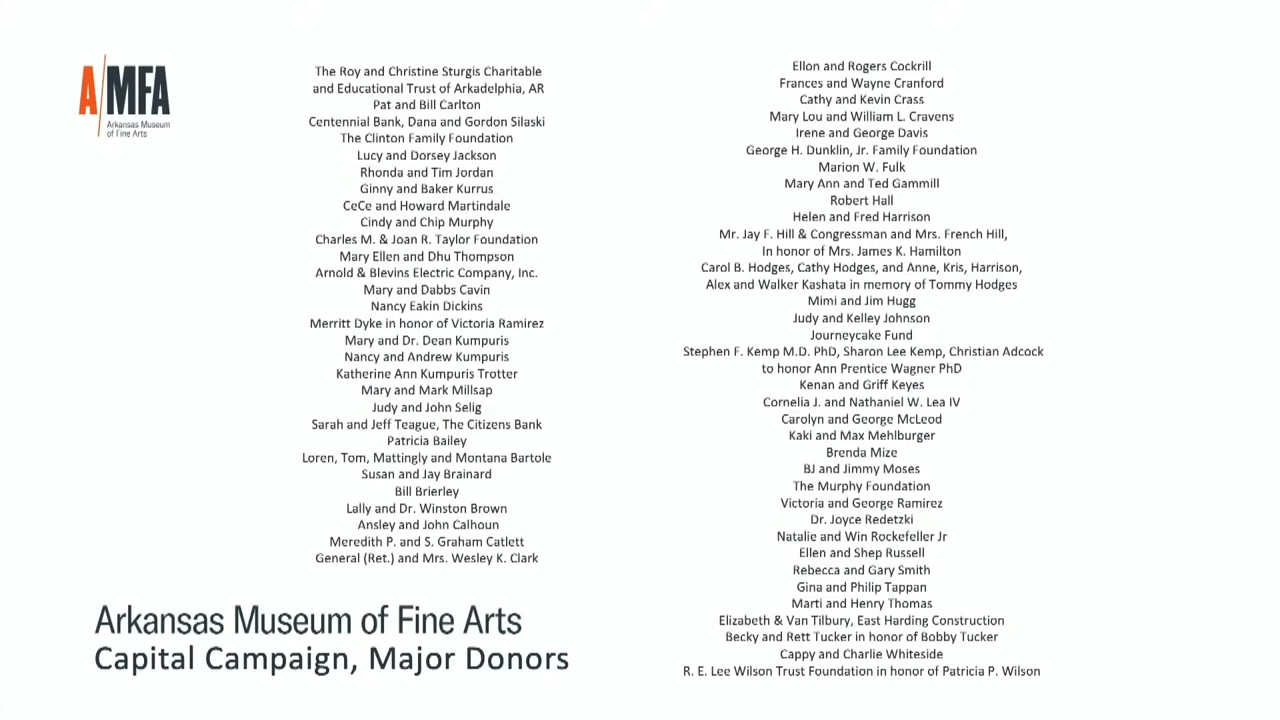 A/MFA
Arkansas Museum
of Fine Arts
The Roy and Christine Sturgis Charitable
and Educational Trust of Arkadelphia, AR
Pat and Bill Carlton
Centennial Bank, Dana and Gordon Silaski
The Clinton Family Foundation
Lucy and Dorsey Jackson
Rhonda and Tim Jordan
Ginny and Baker Kurrus
CeCe and Howard Martindale
Cindy and Chip Murphy
Charles M. & Joan R. Taylor Foundation
Mary Ellen and Dhu Thompson
Arnold & Blevins Electric Company, Inc.
Mary and Dabbs Cavin
Nancy Eakin Dickins
Merritt Dyke in honor of Victoria Ramirez
Mary and Dr. Dean Kumpuris
Nancy and Andrew Kumpuris
Katherine Ann Kumpuris Trotter
Mary and Mark Millsap
Judy and John Selig
Sarah and Jeff Teague, The Citizens Bank
Patricia Bailey
Loren, Tom, Mattingly and Montana Bartole
Susan and Jay Brainard
Bill Brierley
Lally and Dr. Winston Brown
Ansley and John Calhoun
Meredith P. and S. Graham Catlett
General (Ret.) and Mrs. Wesley K. Clark
Ellon and Rogers Cockrill
Frances and Wayne Cranford
Cathy and Kevin Crass
Mary Lou and William L. Cravens
Irene and George Davis
George H. Dunklin, Jr. Family Foundation
Marion W. Fulk
Mary Ann and Ted Gammill
Robert Hall
Helen and Fred Harrison
Mr. Jay F. Hill & Congressman and Mrs. French Hill,
In honor of Mrs. James K. Hamilton
Carol B. Hodges, Cathy Hodges, and Anne, Kris, Harrison,
Alex and Walker Kashata in memory of Tommy Hodges
Mimi and Jim Hugg
Judy and Kelley Johnson
Journeycake Fund
Stephen F. Kemp M.D. PhD, Sharon Lee Kemp, Christian Adcock
to honor Ann Prentice Wagner PhD
Kenan and Griff Keyes
Cornelia J. and Nathaniel W. Lea IV
Carolyn and George McLeod
Kaki and Max Mehlburger
Brenda Mize
BJ and Jimmy Moses
The Murphy Foundation
Victoria and George Ramirez
Dr. Joyce Redetzki
Natalie and Win Rockefeller Jr
Ellen and Shep Russell
Rebecca and Gary Smith
Gina and Philip Tappan
Marti and Henry Thomas
Elizabeth & Van Tilbury, East Harding Construction
Becky and Rett Tucker in honor of Bobby Tucker
Cappy and Charlie Whiteside
R. E. Lee Wilson Trust Foundation in honor of Patricia P. Wilson
Arkansas Museum of Fine Arts
Capital Campaign, Major Donors